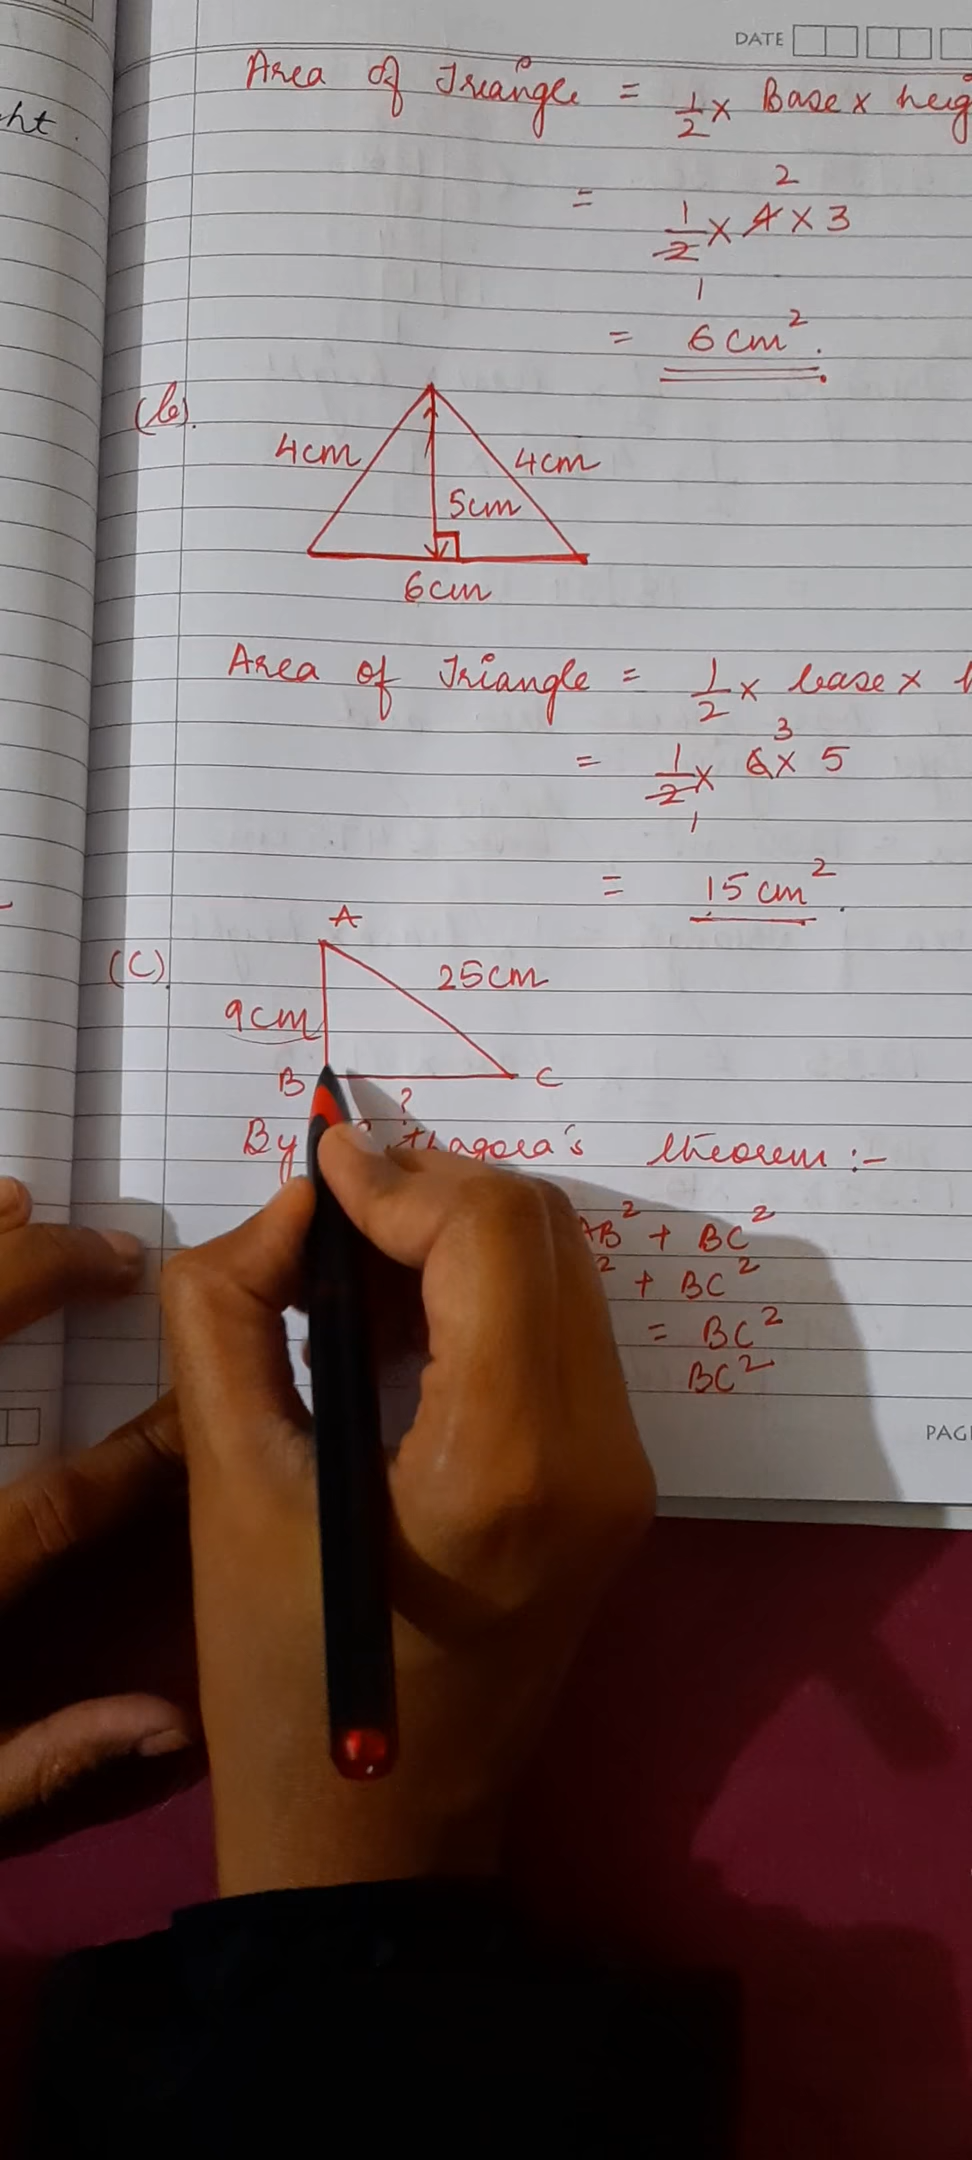 DATE
ht
Area of Triangle = 1/2 × Base × heig
= 1/2 × 4 × 3
2
1
= 6 cm².
(b).
4cm
4cm
5cm
6cm
Area of Triangle = 1/2 × base × h
= 1/2 × 6 × 5
3
1
= 15 cm².
A
(C).
25cm
9cm
B
C
?
By thagora's theorem :-
AB² + BC²
² + BC²
= BC²
BC²
PAG